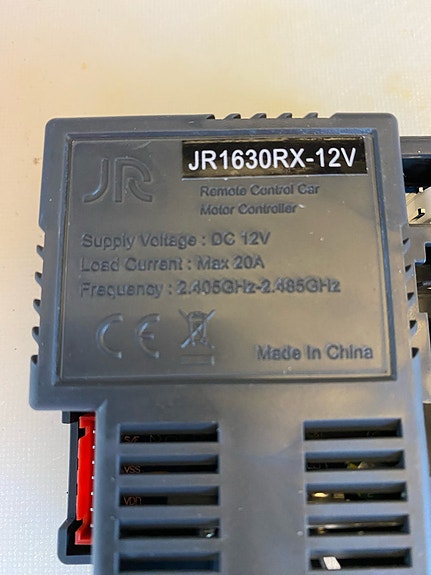 JR
JR1630RX-12V
Remote Control Car
Motor Controller
Supply Voltage : DC 12V
Load Current : Max 20A
Frequency : 2.405GHz-2.485GHz
CE
Made In China
VSS
VDD